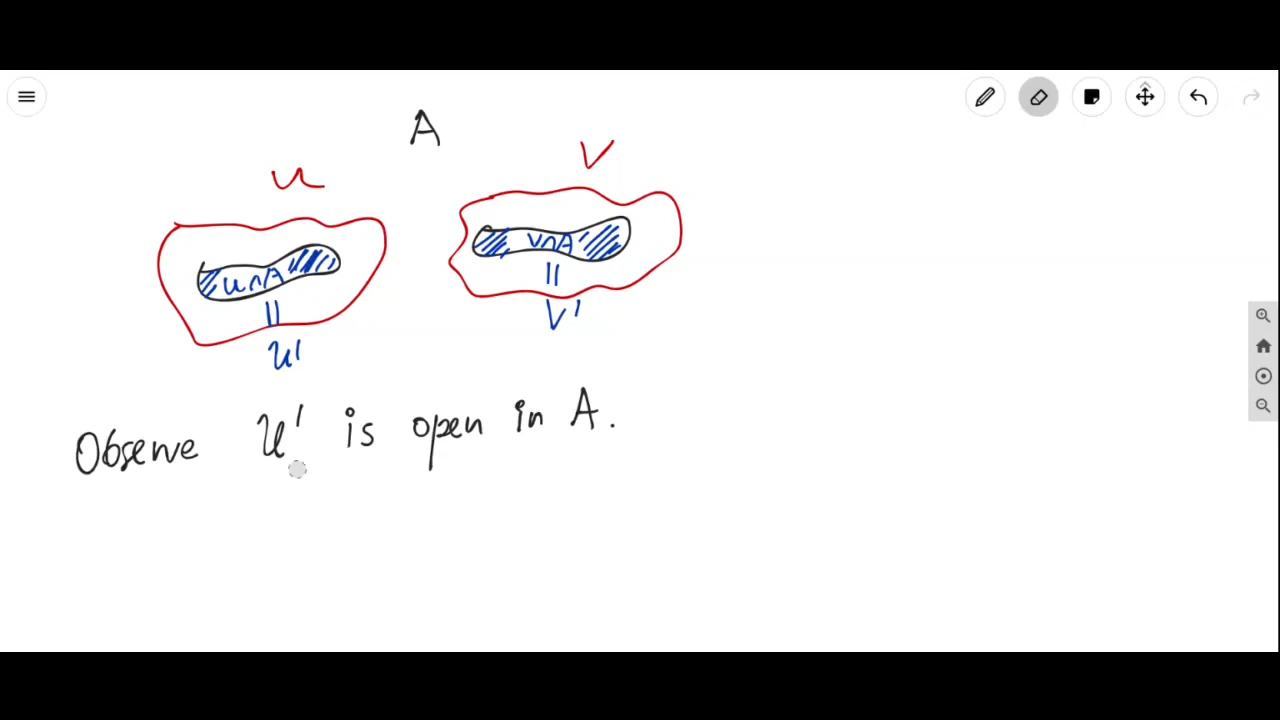 A
U V
U∩A V∩A
|| ||
U' V'
Observe U' is open in A.